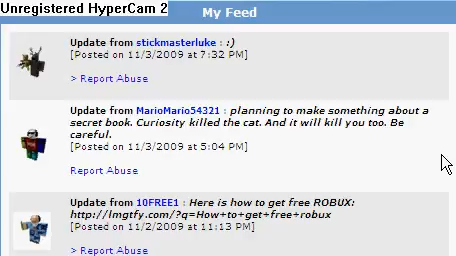 Unregistered HyperCam 2
My Feed
Update from stickmasterluke : :)
[Posted on 11/3/2009 at 7:32 PM]
> Report Abuse
Update from MarioMario54321 : planning to make something about a
secret book. Curiosity killed the cat. And it will kill you too. Be
careful.
[Posted on 11/3/2009 at 5:04 PM]
Report Abuse
Update from 10FREE1 : Here is how to get free ROBUX:
http://lmgtfy.com/?q=How+to+get+free+robux
[Posted on 11/2/2009 at 11:13 PM]
> Report Abuse